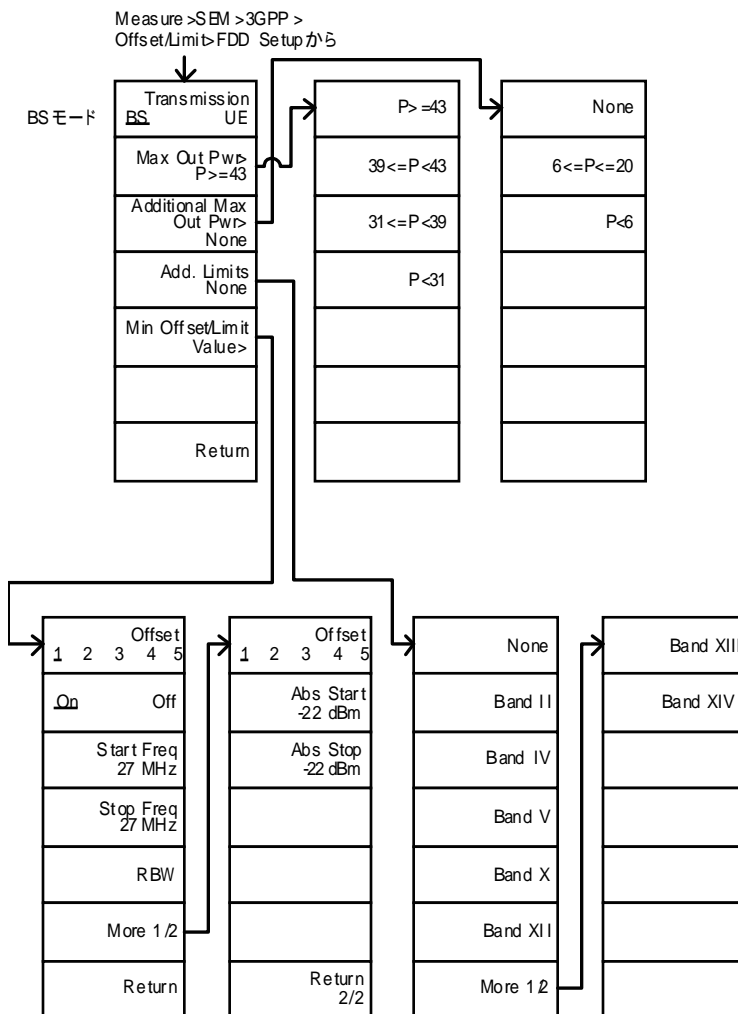 Measure>SEM>3GPP>
Offset/Limit>FDD Setupから
BSモード
Transmission
BS UE
Max Out Pwr>
P>=43
Additional Max
Out Pwr>
None
Add. Limits
None
Min Offset/Limit
Value>
Return
P>=43
39<=P<43
31<=P<39
P<31
None
6<=P<=20
P<6
Offset
1 2 3 4 5
On Off
Start Freq
27 MHz
Stop Freq
27 MHz
RBW
More 1/2
Return
Offset
1 2 3 4 5
Abs Start
-22 dBm
Abs Stop
-22 dBm
Return
2/2
None
Band II
Band IV
Band V
Band X
Band XII
More 1/2
Band XIII
Band XIV